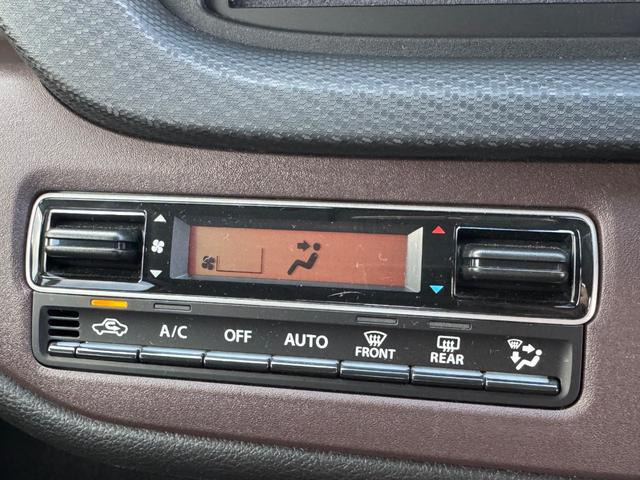 A/C OFF AUTO FRONT REAR